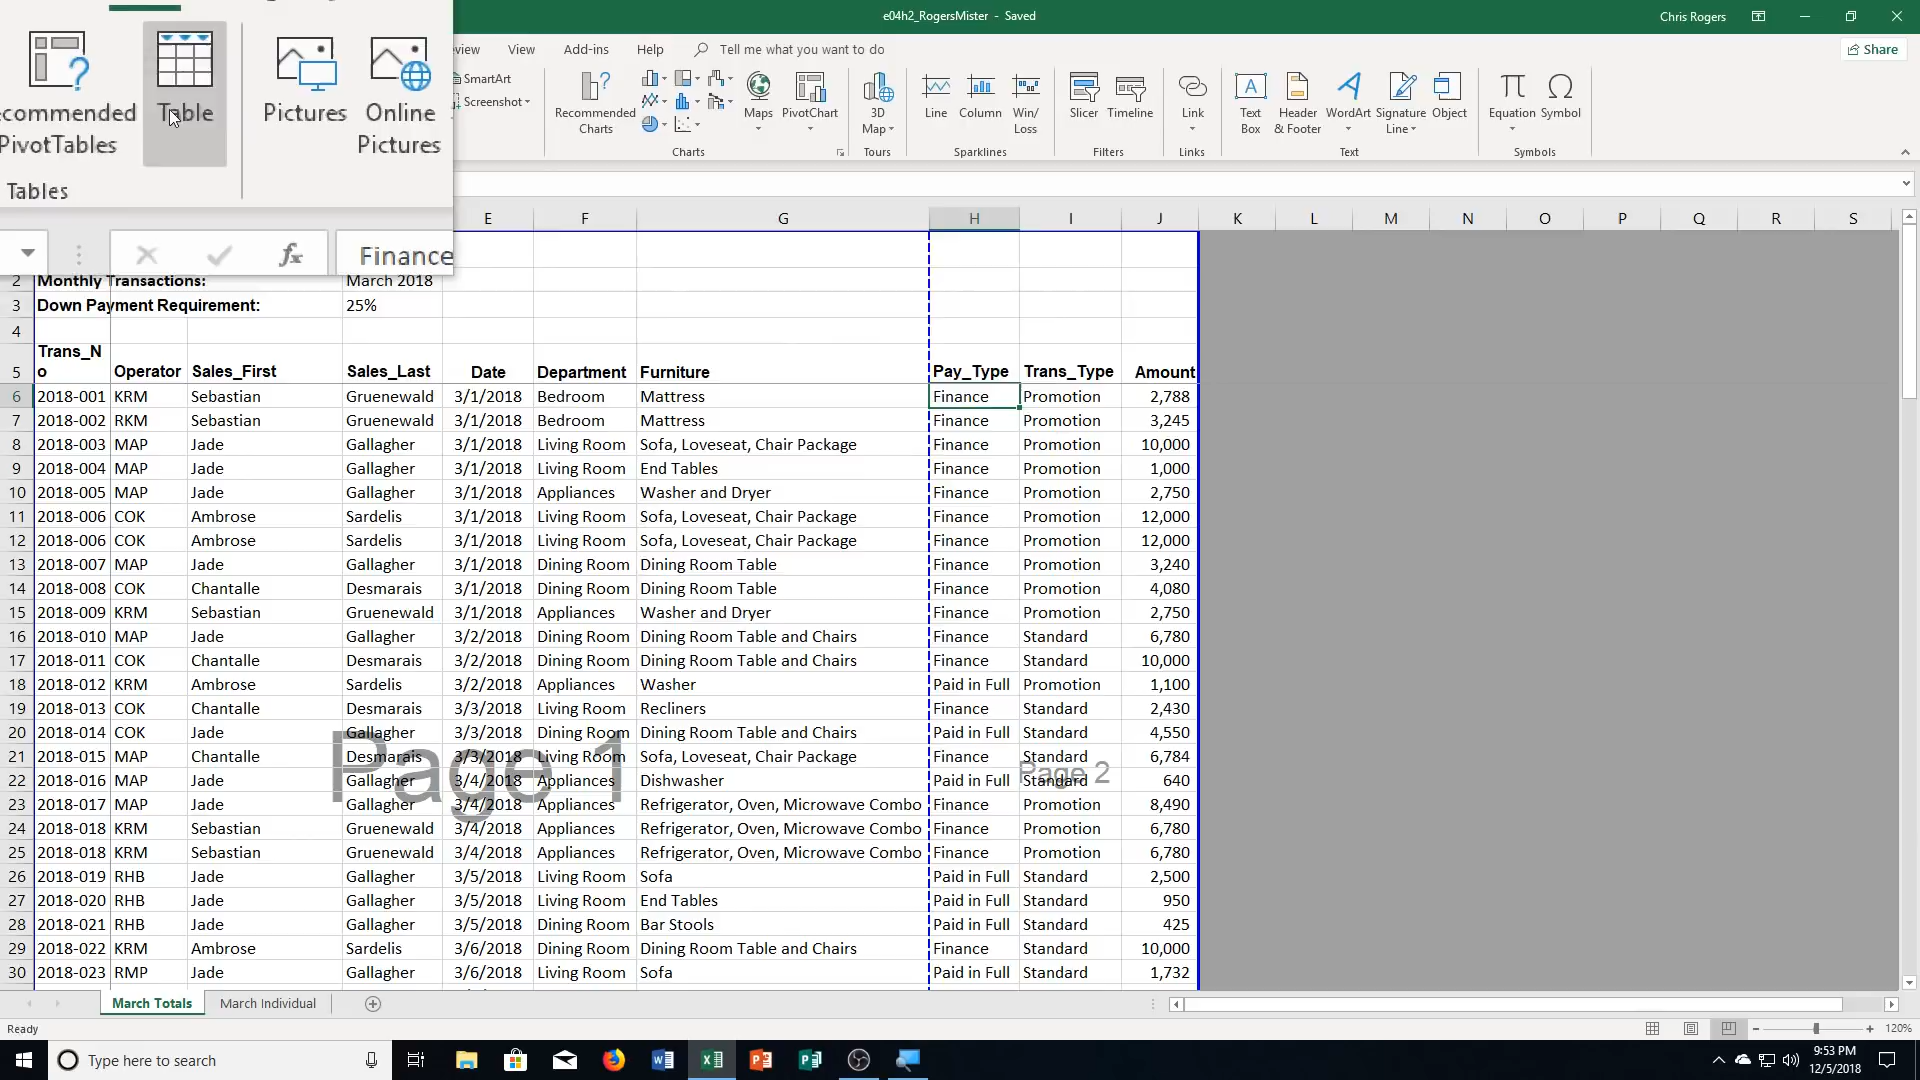 e04h2_RogersMister - Saved
Chris Rogers
View Add-ins Help Tell me what you want to do
Share
PivotTables
Table
Pictures
Online Pictures
Tables
SmartArt
Screenshot
Recommended Charts
Maps
PivotChart
Charts
3D Map
Tours
Line
Column
Win/Loss
Sparklines
Slicer
Timeline
Filters
Link
Links
Text Box
Header & Footer
WordArt
Signature Line
Object
Text
Equation
Symbol
Symbols
fx Finance
E F G H I J K L M N O P Q R S
2 Monthly Transactions: March 2018
3 Down Payment Requirement: 25%
4
5 Trans_No Operator Sales_First Sales_Last Date Department Furniture Pay_Type Trans_Type Amount
6 2018-001 KRM Sebastian Gruenewald 3/1/2018 Bedroom Mattress Finance Promotion 2,788
7 2018-002 RKM Sebastian Gruenewald 3/1/2018 Bedroom Mattress Finance Promotion 3,245
8 2018-003 MAP Jade Gallagher 3/1/2018 Living Room Sofa, Loveseat, Chair Package Finance Promotion 10,000
9 2018-004 MAP Jade Gallagher 3/1/2018 Living Room End Tables Finance Promotion 1,000
10 2018-005 MAP Jade Gallagher 3/1/2018 Appliances Washer and Dryer Finance Promotion 2,750
11 2018-006 COK Ambrose Sardelis 3/1/2018 Living Room Sofa, Loveseat, Chair Package Finance Promotion 12,000
12 2018-006 COK Ambrose Sardelis 3/1/2018 Living Room Sofa, Loveseat, Chair Package Finance Promotion 12,000
13 2018-007 MAP Jade Gallagher 3/1/2018 Dining Room Dining Room Table Finance Promotion 3,240
14 2018-008 COK Chantalle Desmarais 3/1/2018 Dining Room Dining Room Table Finance Promotion 4,080
15 2018-009 KRM Sebastian Gruenewald 3/1/2018 Appliances Washer and Dryer Finance Promotion 2,750
16 2018-010 MAP Jade Gallagher 3/2/2018 Dining Room Dining Room Table and Chairs Finance Standard 6,780
17 2018-011 COK Chantalle Desmarais 3/2/2018 Dining Room Dining Room Table and Chairs Finance Standard 10,000
18 2018-012 KRM Ambrose Sardelis 3/2/2018 Appliances Washer Paid in Full Promotion 1,100
19 2018-013 COK Chantalle Desmarais 3/3/2018 Living Room Recliners Finance Standard 2,430
20 2018-014 COK Jade Gallagher 3/3/2018 Dining Room Dining Room Table and Chairs Paid in Full Standard 4,550
21 2018-015 MAP Chantalle Desmarais 3/3/2018 Living Room Sofa, Loveseat, Chair Package Finance Standard 6,784
Page 1
Page 2
22 2018-016 MAP Jade Gallagher 3/4/2018 Appliances Dishwasher Paid in Full Standard 640
23 2018-017 MAP Jade Gallagher 3/4/2018 Appliances Refrigerator, Oven, Microwave Combo Finance Promotion 8,490
24 2018-018 KRM Sebastian Gruenewald 3/4/2018 Appliances Refrigerator, Oven, Microwave Combo Finance Promotion 6,780
25 2018-018 KRM Sebastian Gruenewald 3/4/2018 Appliances Refrigerator, Oven, Microwave Combo Finance Promotion 6,780
26 2018-019 RHB Jade Gallagher 3/5/2018 Living Room Sofa Paid in Full Standard 2,500
27 2018-020 RHB Jade Gallagher 3/5/2018 Living Room End Tables Paid in Full Standard 950
28 2018-021 RHB Jade Gallagher 3/5/2018 Dining Room Bar Stools Paid in Full Standard 425
29 2018-022 KRM Ambrose Sardelis 3/6/2018 Dining Room Dining Room Table and Chairs Finance Standard 10,000
30 2018-023 RMP Jade Gallagher 3/6/2018 Living Room Sofa Paid in Full Standard 1,732
March Totals March Individual
Ready
120%
Type here to search
9:53 PM
12/5/2018